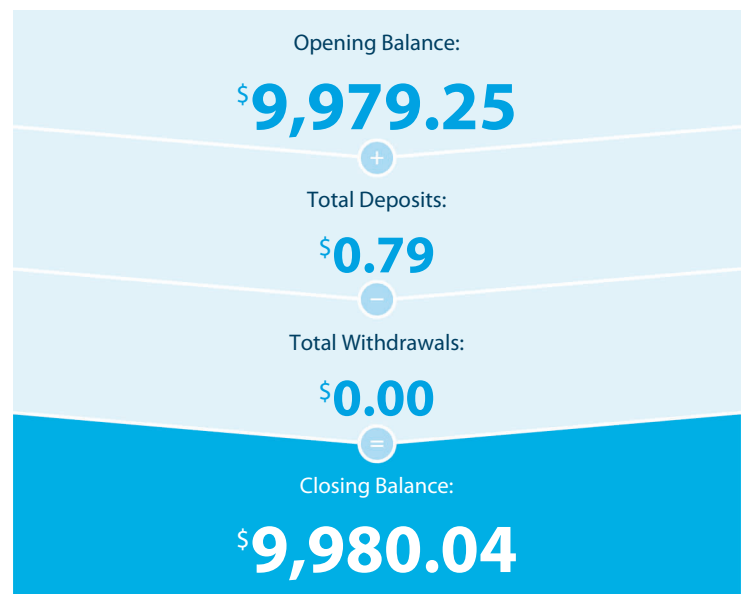 Opening Balance:
$9,979.25
+
Total Deposits:
$0.79
−
Total Withdrawals:
$0.00
=
Closing Balance:
$9,980.04